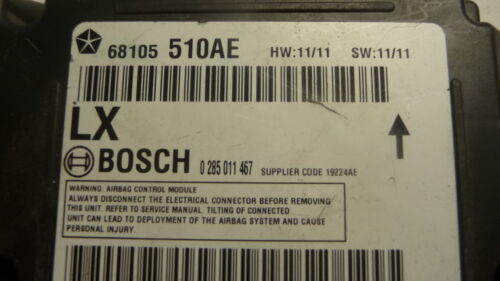 68105 510AE HW:11/11 SW:11/11
LX
BOSCH 0 285 011 467 SUPPLIER CODE 19224AE
WARNING: AIRBAG CONTROL MODULE
ALWAYS DISCONNECT THE ELECTRICAL CONNECTOR BEFORE REMOVING
THIS UNIT. REFER TO SERVICE MANUAL. TILTING OF CONNECTED
UNIT CAN LEAD TO DEPLOYMENT OF THE AIRBAG SYSTEM AND CAUSE
PERSONAL INJURY.